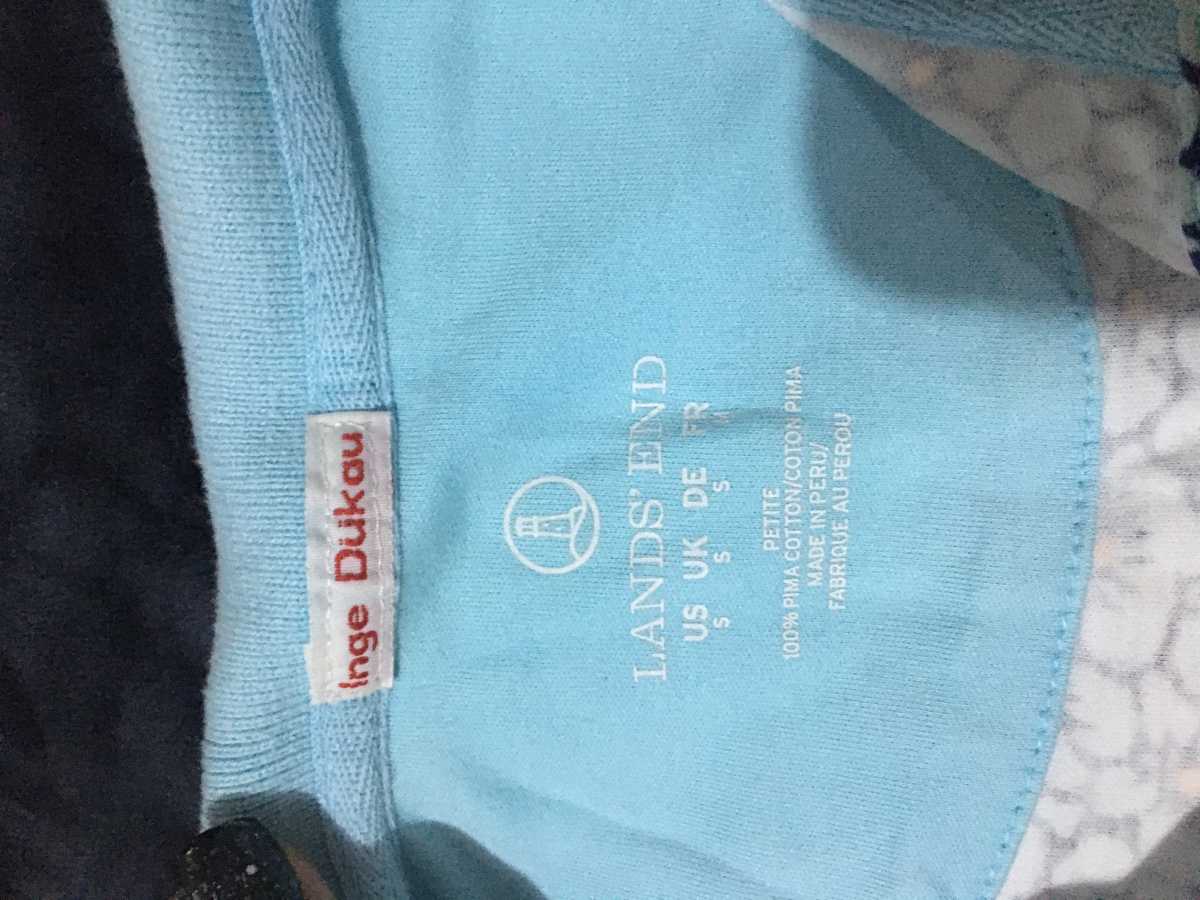 Inge Dükau
LANDS' END
US UK DE FR
S S S M
PETITE
100% PIMA COTTON/COTTON PIMA
MADE IN PERU/
FABRIQUE AU PEROU